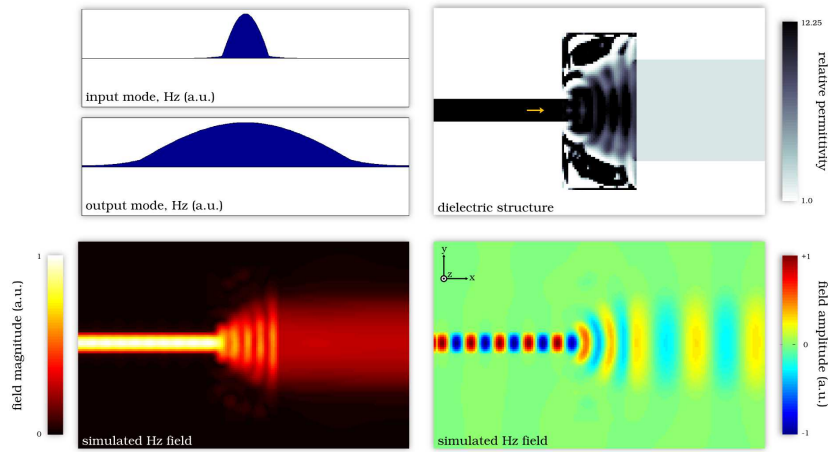 input mode, Hz (a.u.)
output mode, Hz (a.u.)
dielectric structure
12.25
relative permittivity
1.0
1
field magnitude (a.u.)
0
simulated Hz field
y
z
x
simulated Hz field
+1
field amplitude (a.u.)
0
-1